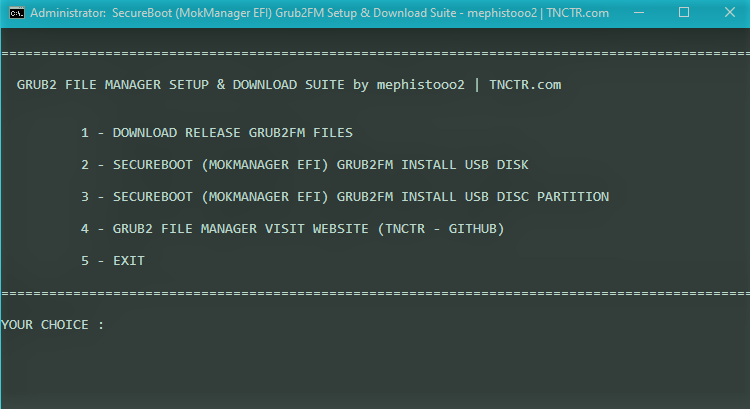 Administrator:  SecureBoot (MokManager EFI) Grub2FM Setup & Download Suite - mephistooo2 | TNCTR.com
==============================================================================================
GRUB2 FILE MANAGER SETUP & DOWNLOAD SUITE by mephistooo2 | TNCTR.com
1 - DOWNLOAD RELEASE GRUB2FM FILES
2 - SECUREBOOT (MOKMANAGER EFI) GRUB2FM INSTALL USB DISK
3 - SECUREBOOT (MOKMANAGER EFI) GRUB2FM INSTALL USB DISC PARTITION
4 - GRUB2 FILE MANAGER VISIT WEBSITE (TNCTR - GITHUB)
5 - EXIT
==============================================================================================
YOUR CHOICE :